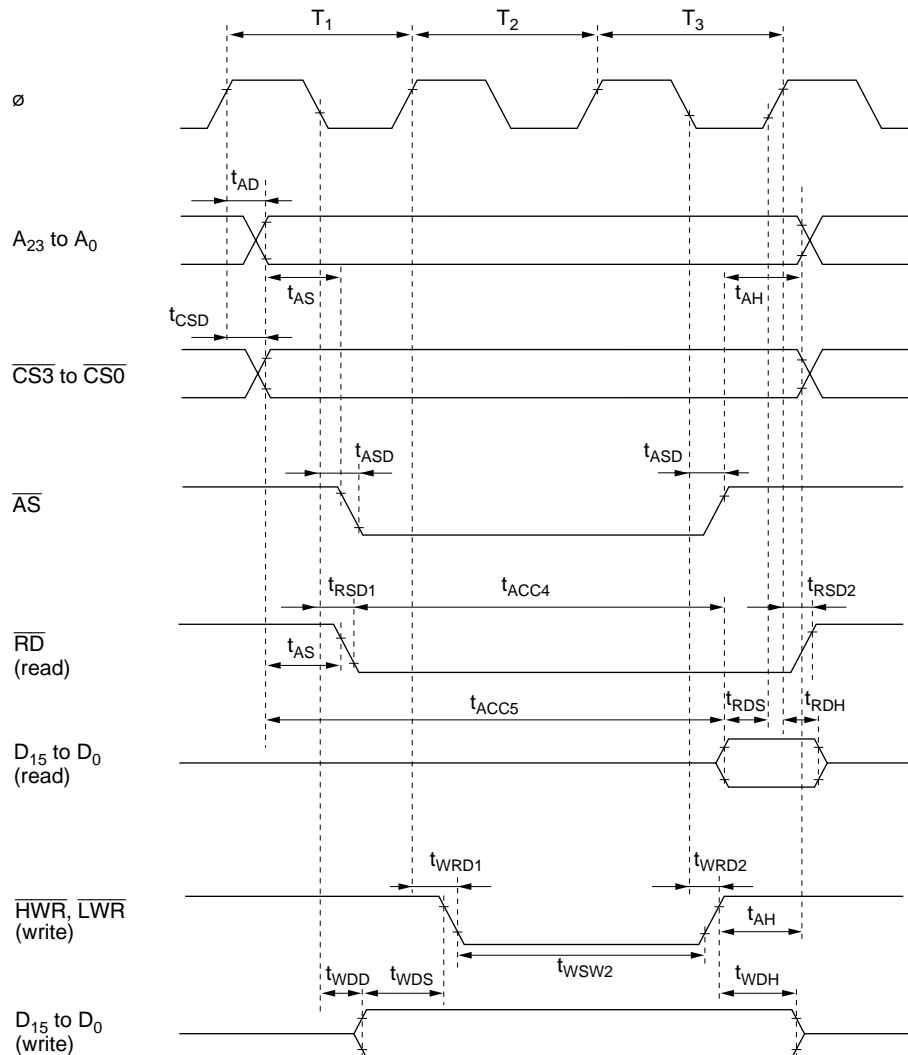 T1 T2 T3
ø
tAD
A23 to A0
tAS tAH
tCSD
CS3 to CS0
tASD tASD
AS
tRSD1 tACC4 tRSD2
RD
(read)
tAS
tACC5 tRDS tRDH
D15 to D0
(read)
tWRD1 tWRD2
HWR, LWR
(write)
tAH
tWSW2
tWDD tWDS tWDH
D15 to D0
(write)